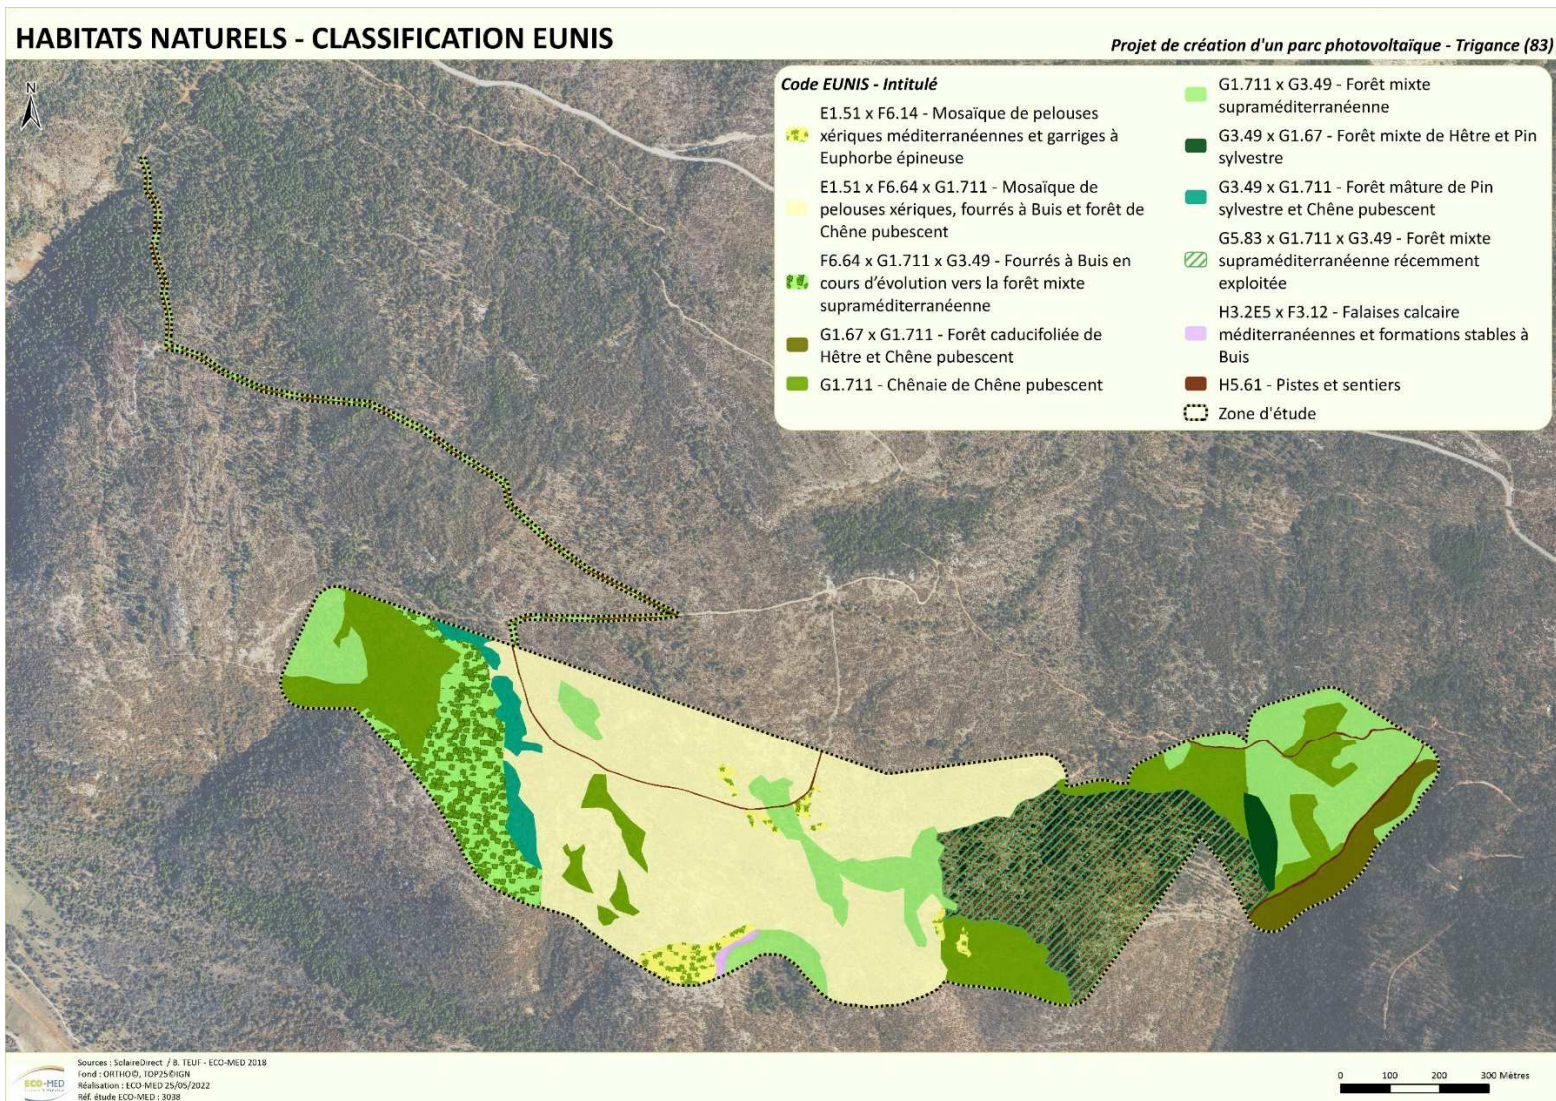 HABITATS NATURELS - CLASSIFICATION EUNIS
Projet de création d'un parc photovoltaïque - Trigance (83)
N
Code EUNIS - Intitulé
E1.51 x F6.14 - Mosaïque de pelouses
xériques méditerranéennes et garriges à
Euphorbe épineuse
E1.51 x F6.64 x G1.711 - Mosaïque de
pelouses xériques, fourrés à Buis et forêt de
Chêne pubescent
F6.64 x G1.711 x G3.49 - Fourrés à Buis en
cours d'évolution vers la forêt mixte
supraméditerranéenne
G1.67 x G1.711 - Forêt caducifoliée de
Hêtre et Chêne pubescent
G1.711 - Chênaie de Chêne pubescent
G1.711 x G3.49 - Forêt mixte
supraméditerranéenne
G3.49 x G1.67 - Forêt mixte de Hêtre et Pin
sylvestre
G3.49 x G1.711 - Forêt mâture de Pin
sylvestre et Chêne pubescent
G5.83 x G1.711 x G3.49 - Forêt mixte
supraméditerranéenne récemment
exploitée
H3.2E5 x F3.12 - Falaises calcaire
méditerranéennes et formations stables à
Buis
H5.61 - Pistes et sentiers
Zone d'étude
ECO-MED
Sources : SolaireDirect / B. TEUF - ECO-MED 2018
Fond : ORTHO©, TOP25©IGN
Réalisation : ECO-MED 25/05/2022
Réf. étude ECO-MED : 3038
0 100 200 300 Mètres